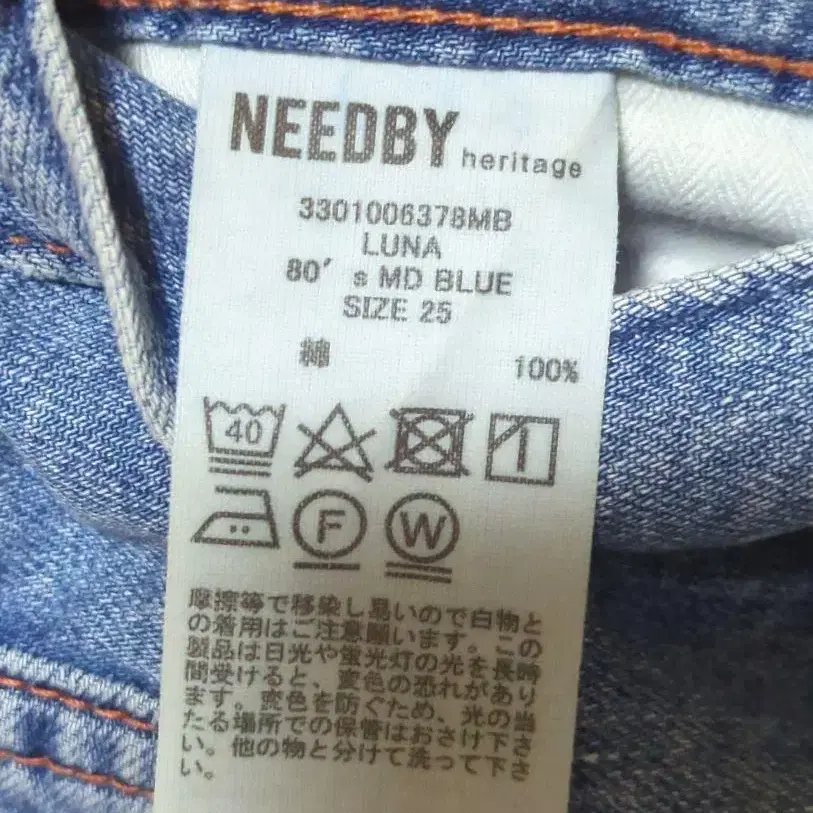 NEEDBY heritage
3301006378MB
LUNA
80's MD BLUE
SIZE 25
綿 100%
40
F W
摩擦等で移染し易いので白物と
の着用はご注意願います。この
製品は日光や蛍光灯の光を長時
間受けると、変色の恐れがあり
ます。変色を防ぐため、光の当
たる場所での保管はおさけ下さ
い。他の物と分けて洗って下さ
い。